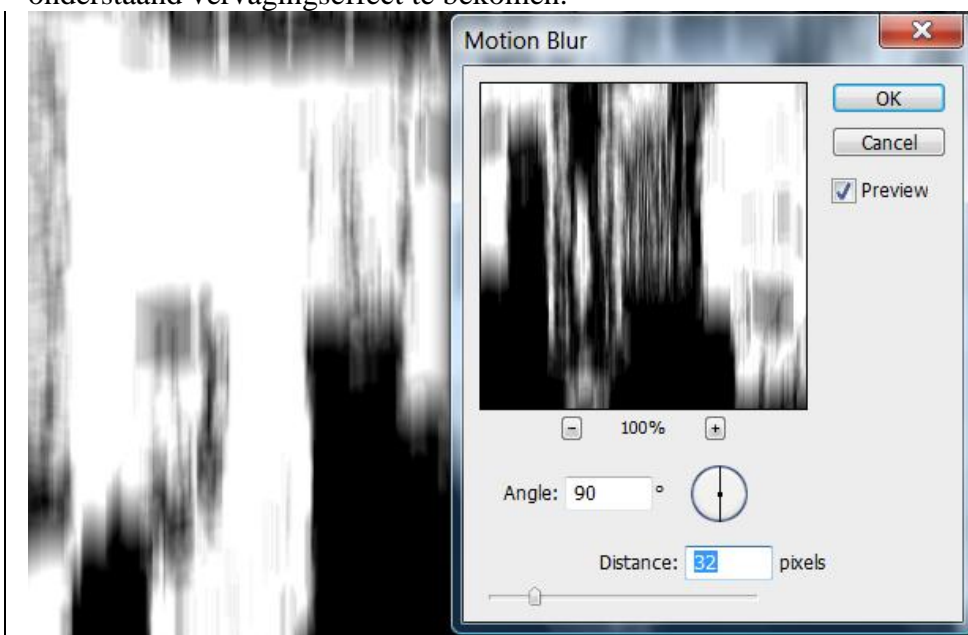 onderstaand vervagingseffect te bekomen.
Motion Blur
OK
Cancel
Preview
100%
Angle: 90 °
Distance: 32 pixels